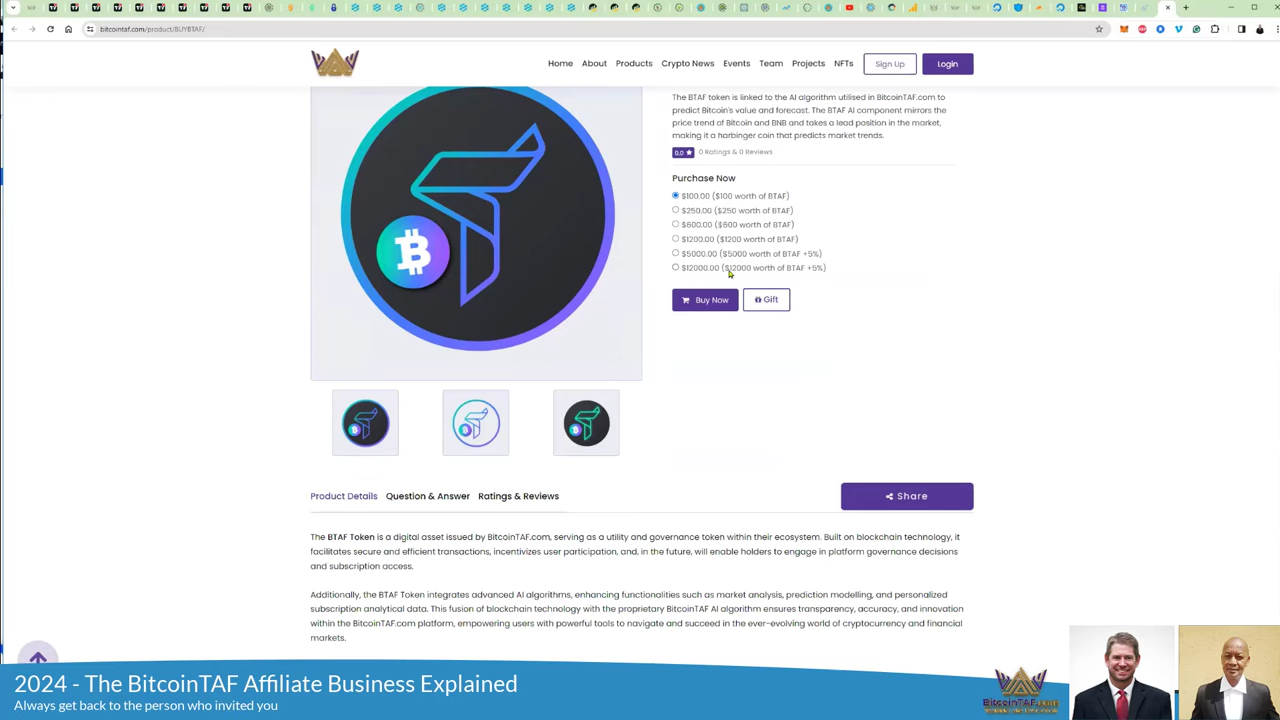 bitcointaf.com/product/BUYBTAF/
Home About Products Crypto News Events Team Projects NFTs Sign Up Login
The BTAF token is linked to the AI algorithm utilised in BitcoinTAF.com to
predict Bitcoin's value and forecast. The BTAF AI component mirrors the
price trend of Bitcoin and BNB and takes a lead position in the market,
making it a harbinger coin that predicts market trends.
0.0 ★ 0 Ratings & 0 Reviews
Purchase Now
$100.00 ($100 worth of BTAF)
$250.00 ($250 worth of BTAF)
$600.00 ($600 worth of BTAF)
$1200.00 ($1200 worth of BTAF)
$5000.00 ($5000 worth of BTAF +5%)
$12000.00 ($12000 worth of BTAF +5%)
Buy Now Gift
Product Details Question & Answer Ratings & Reviews Share
The BTAF Token is a digital asset issued by BitcoinTAF.com, serving as a utility and governance token within their ecosystem. Built on blockchain technology, it
facilitates secure and efficient transactions, incentivizes user participation, and, in the future, will enable holders to engage in platform governance decisions
and subscription access.
Additionally, the BTAF Token integrates advanced AI algorithms, enhancing functionalities such as market analysis, prediction modelling, and personalized
subscription analytical data. This fusion of blockchain technology with the proprietary BitcoinTAF AI algorithm ensures transparency, accuracy, and innovation
within the BitcoinTAF.com platform, empowering users with powerful tools to navigate and succeed in the ever-evolving world of cryptocurrency and financial
markets.
2024 - The BitcoinTAF Affiliate Business Explained
Always get back to the person who invited you
BitcoinTAF.com